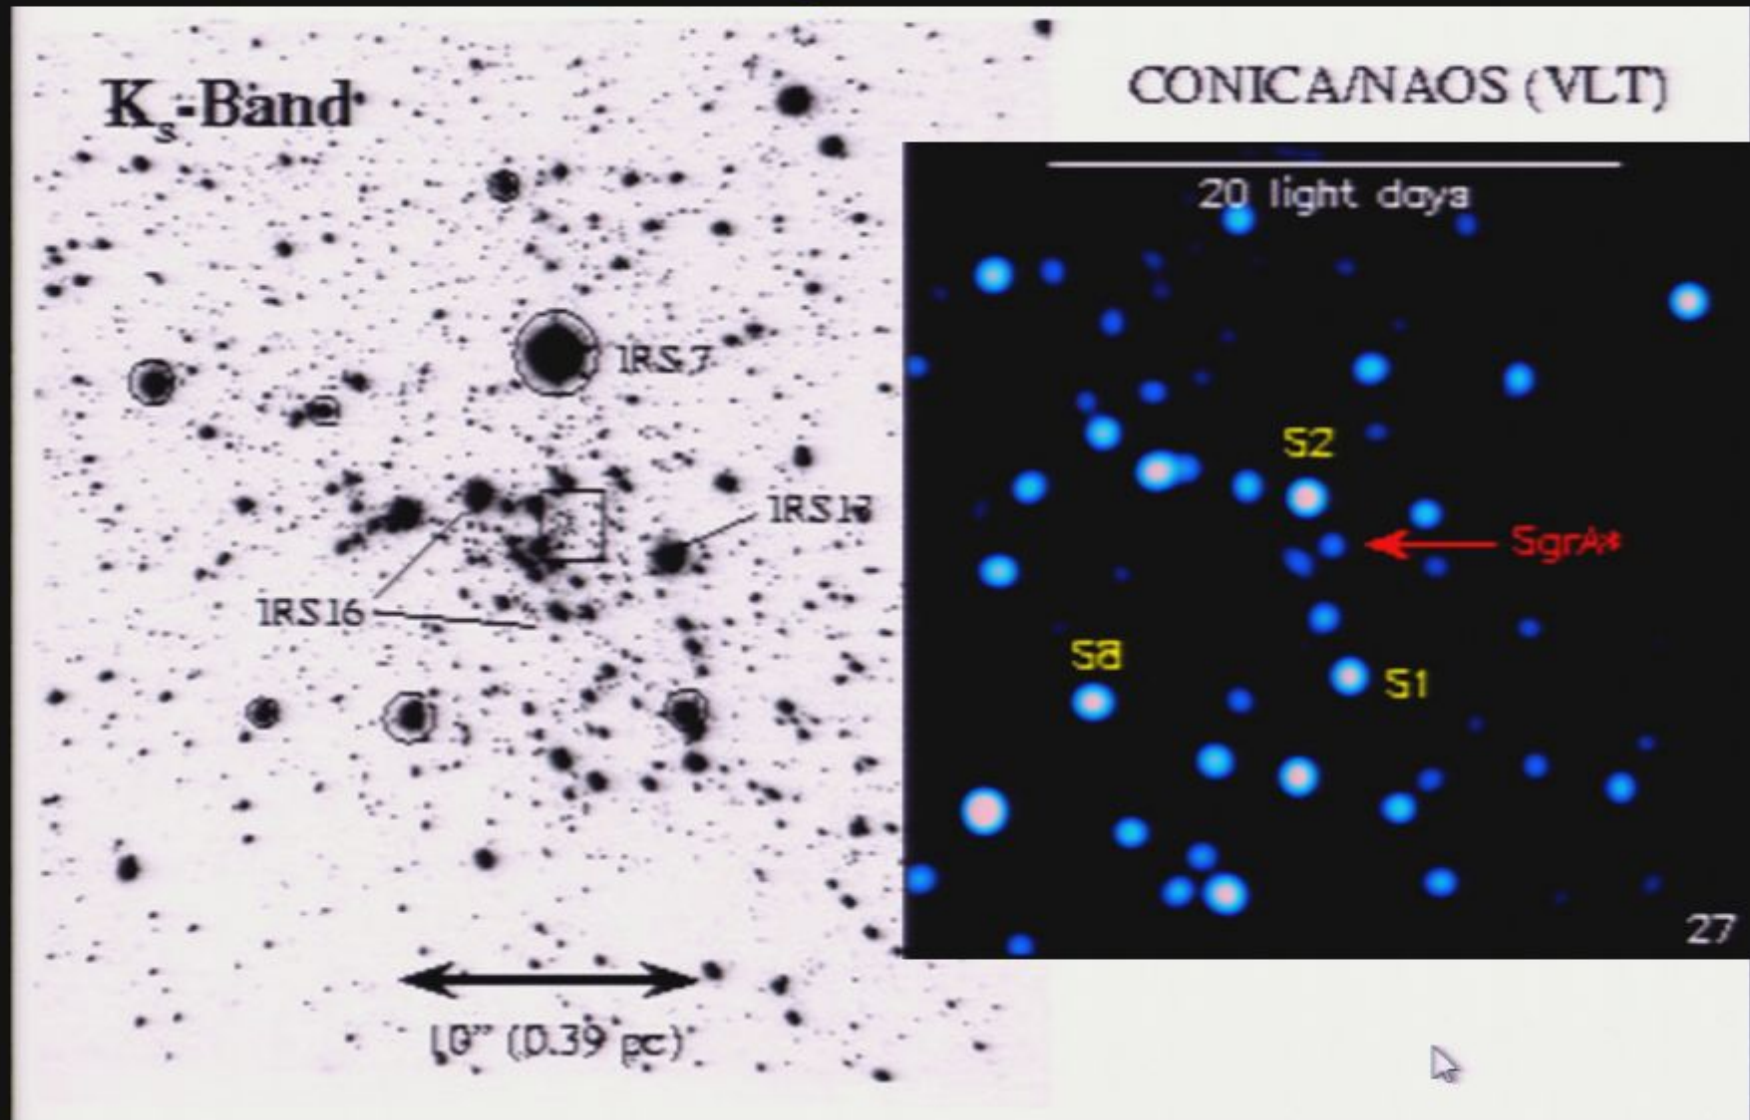 Ks-Band
CONICA/NAOS (VLT)
20 light days
IRS7
S2
IRS13
SgrA*
IRS16
S8
S1
27
10" (0.39 pc)